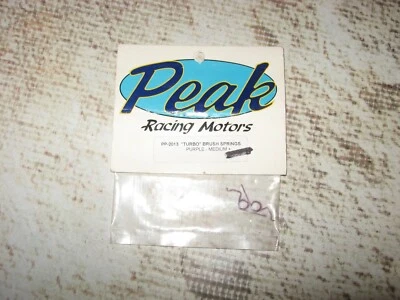 Peak
Racing Motors
PP-2015 "TURBO" BRUSH SPRINGS
PURPLE - MEDIUM +